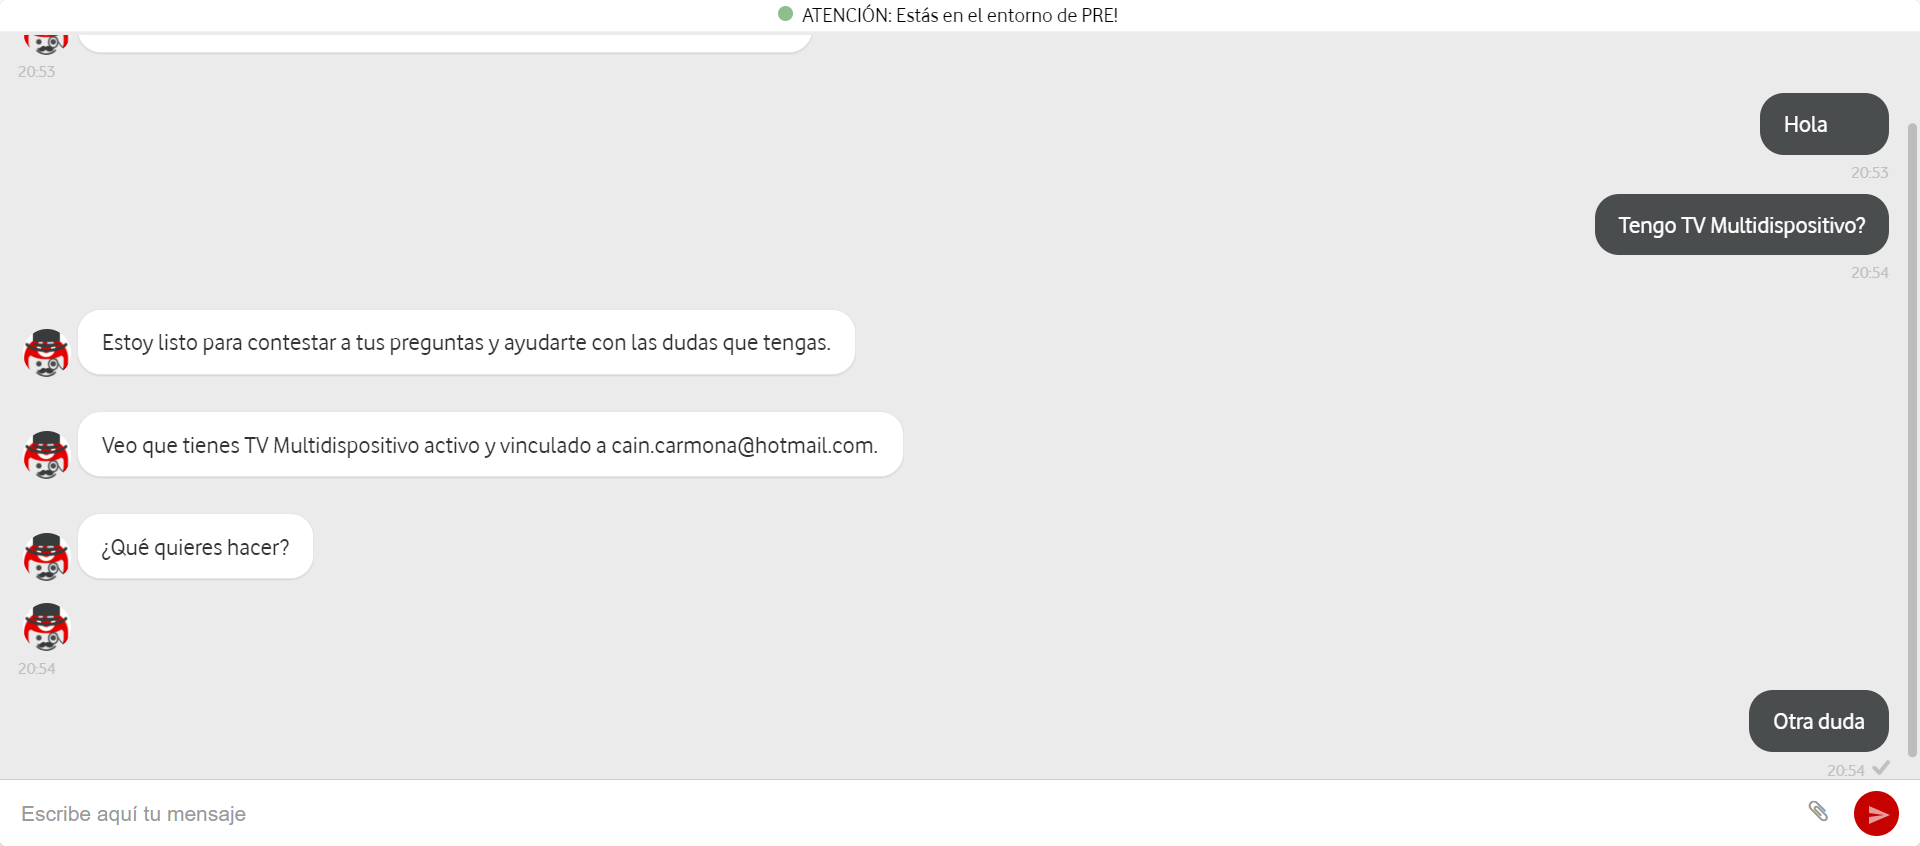 ATENCIÓN: Estás en el entorno de PRE!
20:53
Hola
20:53
Tengo TV Multidispositivo?
20:54
Estoy listo para contestar a tus preguntas y ayudarte con las dudas que tengas.
Veo que tienes TV Multidispositivo activo y vinculado a cain.carmona@hotmail.com.
¿Qué quieres hacer?
20:54
Otra duda
20:54
Escribe aquí tu mensaje